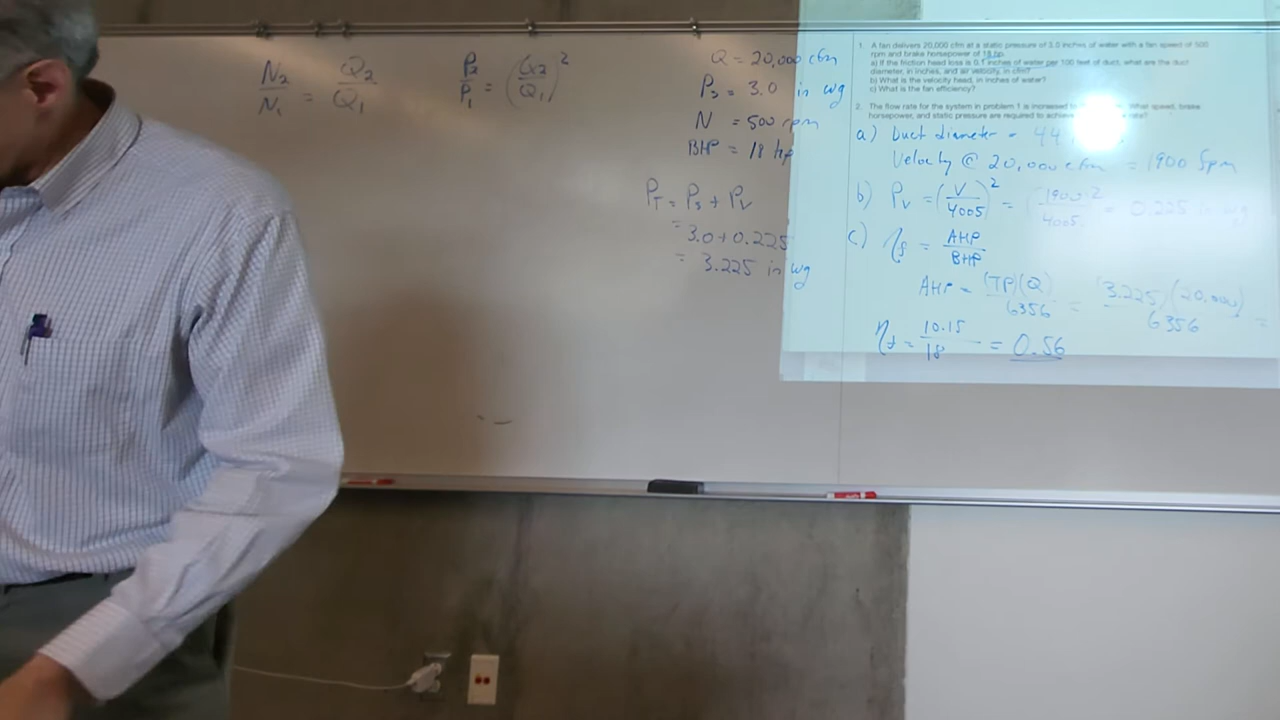 N2/N1 = Q2/Q1
P2/P1 = (Q2/Q1)^2
Q = 20,000 cfm
Ps = 3.0 in wg
N = 500 rpm
BHP = 18 hp
PT = Ps + Pv
= 3.0 + 0.225
= 3.225 in wg
1. A fan delivers 20,000 cfm at a static pressure of 3.0 inches of water with a fan speed of 500
rpm and brake horsepower of 18 hp.
a) If the friction head loss is 0.1 inches of water per 100 feet of duct, what are the duct
diameter, in inches, and air velocity, in cfm?
b) What is the velocity head, in inches of water?
c) What is the fan efficiency?
2. The flow rate for the system in problem 1 is increased What speed, brake
horsepower, and static pressure are required to achieve rate?
a) Duct diameter = 44
Velocity @ 20,000 cfm = 1900 fpm
b) Pv = (V/4005)^2 = (1900/4005)^2 = 0.225 in wg
c) ηf = AHP/BHP
AHP = (TP)(Q)/6356 = (3.225)(20,000)/6356 =
ηt = 10.15/18 = 0.56